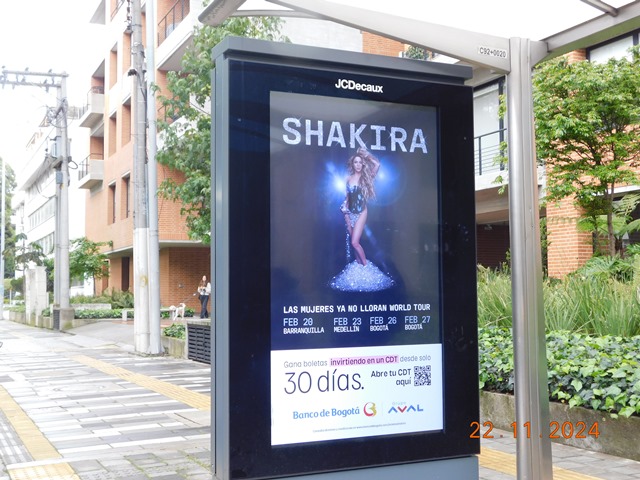 C92+0020
JCDecaux
SHAKIRA
LAS MUJERES YA NO LLORAN WORLD TOUR
FEB 20 FEB 23 FEB 26 FEB 27
BARRANQUILLA MEDELLÍN BOGOTÁ BOGOTÁ
Gana boletas invirtiendo en un CDT desde solo
30 días. Abre tu CDT
aquí
Banco de Bogotá Grupo
AVAL
22.11.2024